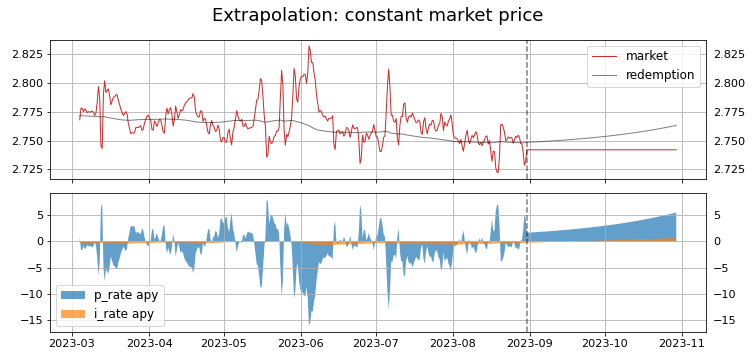 Extrapolation: constant market price
2.825 2.825
market
redemption
2.800 2.800
2.775 2.775
2.750 2.750
2.725 2.725
5 5
0 0
−5 −5
p_rate apy
−10 −10
i_rate apy
−15 −15
2023-03 2023-04 2023-05 2023-06 2023-07 2023-08 2023-09 2023-10 2023-11